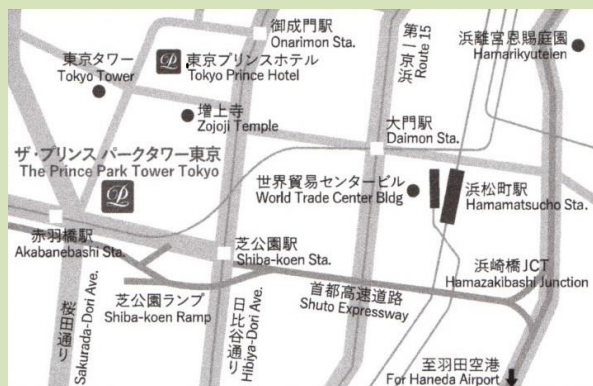 御成門駅
Onarimon Sta.
東京タワー
Tokyo Tower
東京プリンスホテル
Tokyo Prince Hotel
第一京浜
Route 15
浜離宮恩賜庭園
Hamarikyuteien
増上寺
Zojoji Temple
大門駅
Daimon Sta.
ザ・プリンス パークタワー東京
The Prince Park Tower Tokyo
世界貿易センタービル
World Trade Center Bldg
浜松町駅
Hamamatsucho Sta.
赤羽橋駅
Akabanebashi Sta.
芝公園駅
Shiba-koen Sta.
浜崎橋JCT
Hamazakibashi Junction
桜田通り
Sakurada-Dori Ave.
芝公園ランプ
Shiba-koen Ramp
日比谷通り
Hibiya-Dori Ave.
首都高速道路
Shuto Expressway
至羽田空港
For Haneda Airport